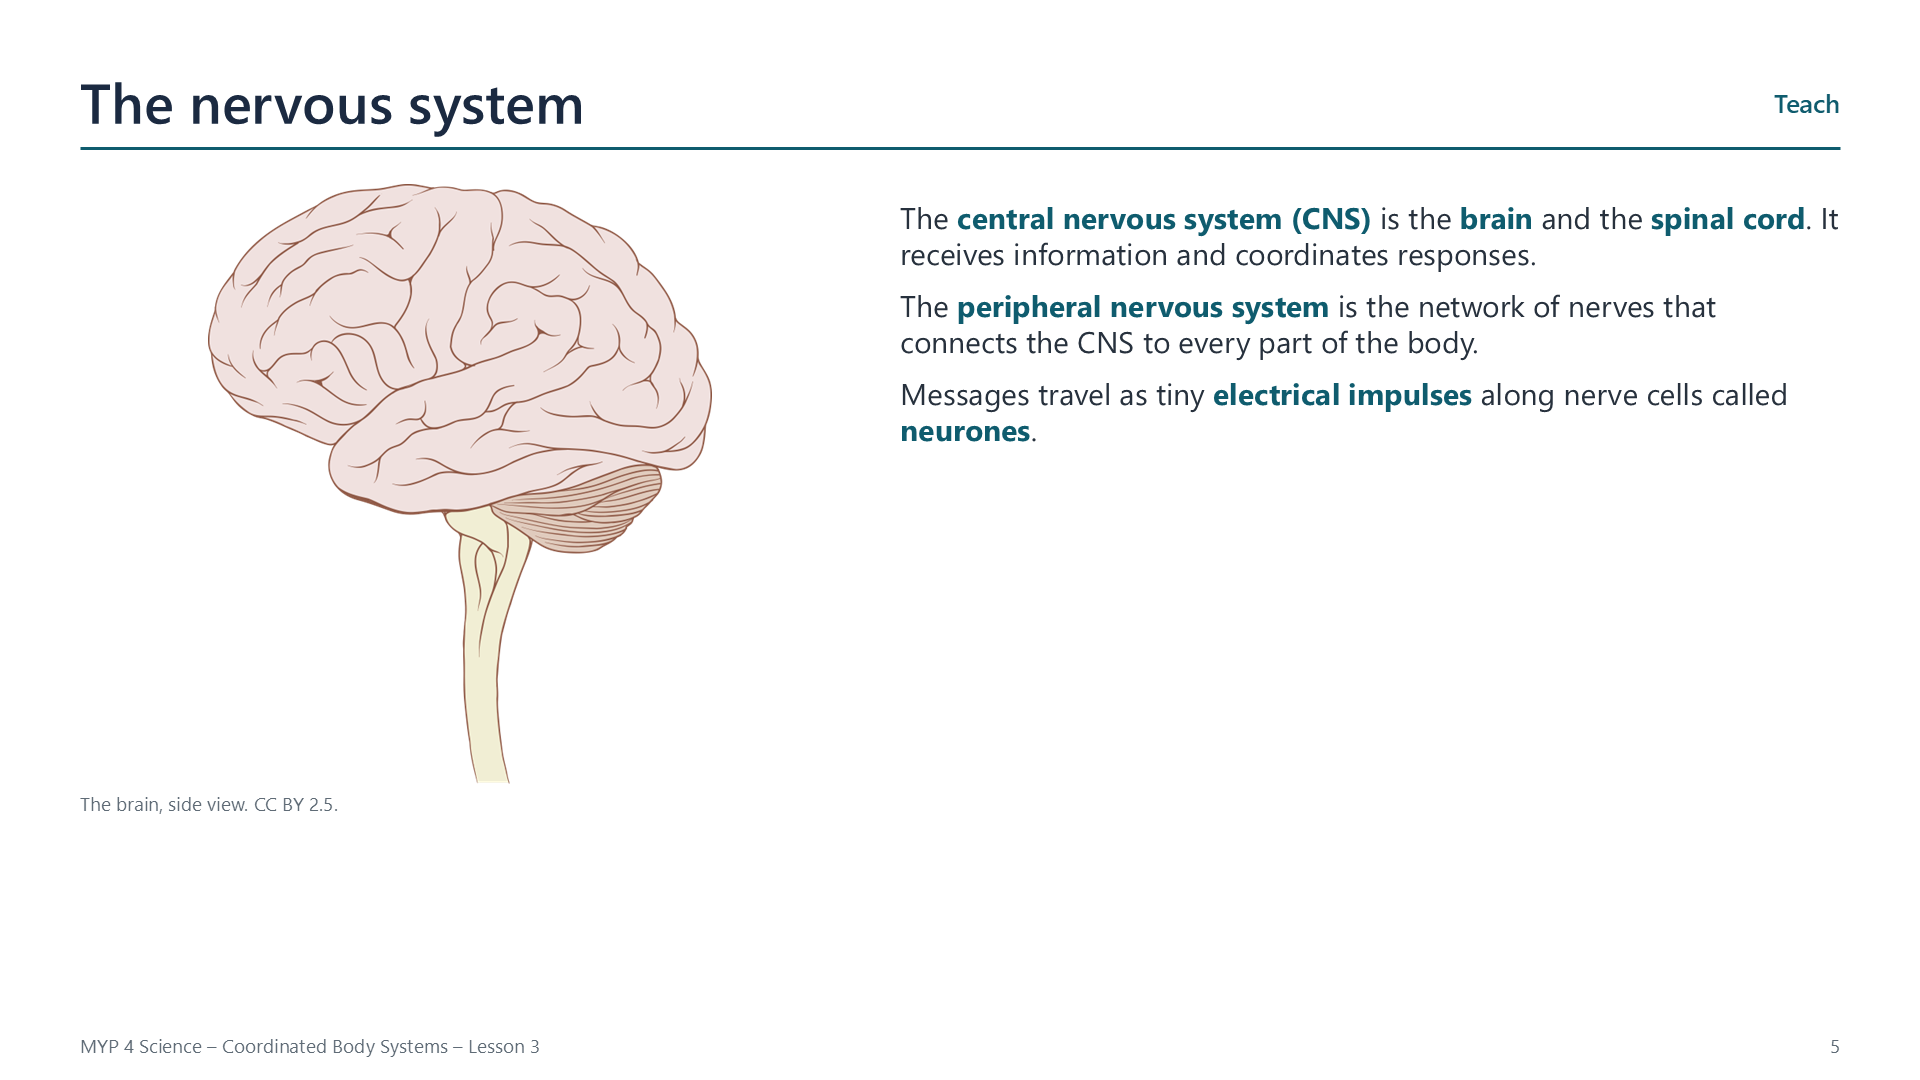 The nervous system
Teach
The central nervous system (CNS) is the brain and the spinal cord. It
receives information and coordinates responses.
The peripheral nervous system is the network of nerves that
connects the CNS to every part of the body.
Messages travel as tiny electrical impulses along nerve cells called
neurones.
The brain, side view. CC BY 2.5.
MYP 4 Science – Coordinated Body Systems – Lesson 3
5